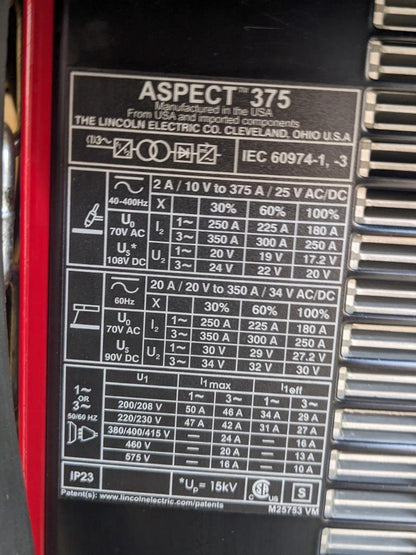 ASPECT™ 375
Manufactured in the USA
From USA and imported components
THE LINCOLN ELECTRIC CO. CLEVELAND, OHIO U.S.A.
(1)3~ IEC 60974-1, -3
40-400Hz 2 A / 10 V to 375 A / 25 V AC/DC
X 30% 60% 100%
U0 70VAC I2 1~ 250 A 225 A 180 A
3~ 350 A 300 A 250 A
US* 108V DC U2 1~ 20 V 19 V 17.2 V
3~ 24 V 22 V 20 V
60Hz 20 A / 20 V to 350 A / 34 V AC/DC
X 30% 60% 100%
U0 70V AC I2 1~ 250 A 225 A 180 A
3~ 350 A 300 A 250 A
US 90V DC U2 1~ 30 V 29 V 27.2 V
3~ 34 V 32 V 30 V
1~ OR 3~ 50/60 HZ
U1 I1max I1eff
1~ 3~ 1~ 3~
200/208 V 50 A 46 A 34 A 29 A
220/230 V 47 A 42 A 31 A 27 A
380/400/415 V — 24 A — 16 A
460 V — 20 A — 13 A
575 V — 16 A — 10 A
IP23 *Up= 15kV C US S
Patent(s): www.lincolnelectric.com/patents M25753 VM